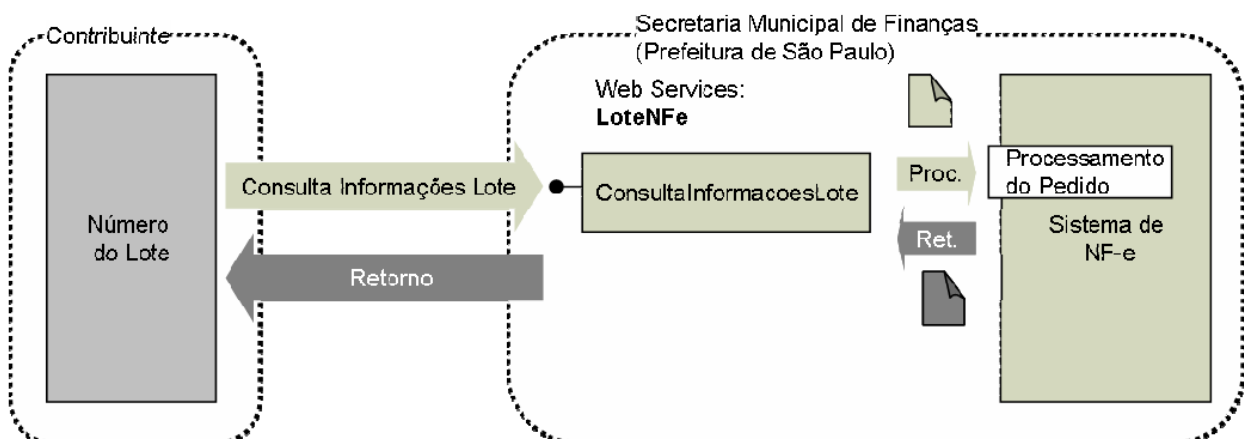 Contribuinte
Secretaria Municipal de Finanças
(Prefeitura de São Paulo)
Web Services:
LoteNFe
Consulta Informações Lote
ConsultaInformacoesLote
Proc.
Processamento
do Pedido
Número
do Lote
Retorno
Ret.
Sistema de
NF-e